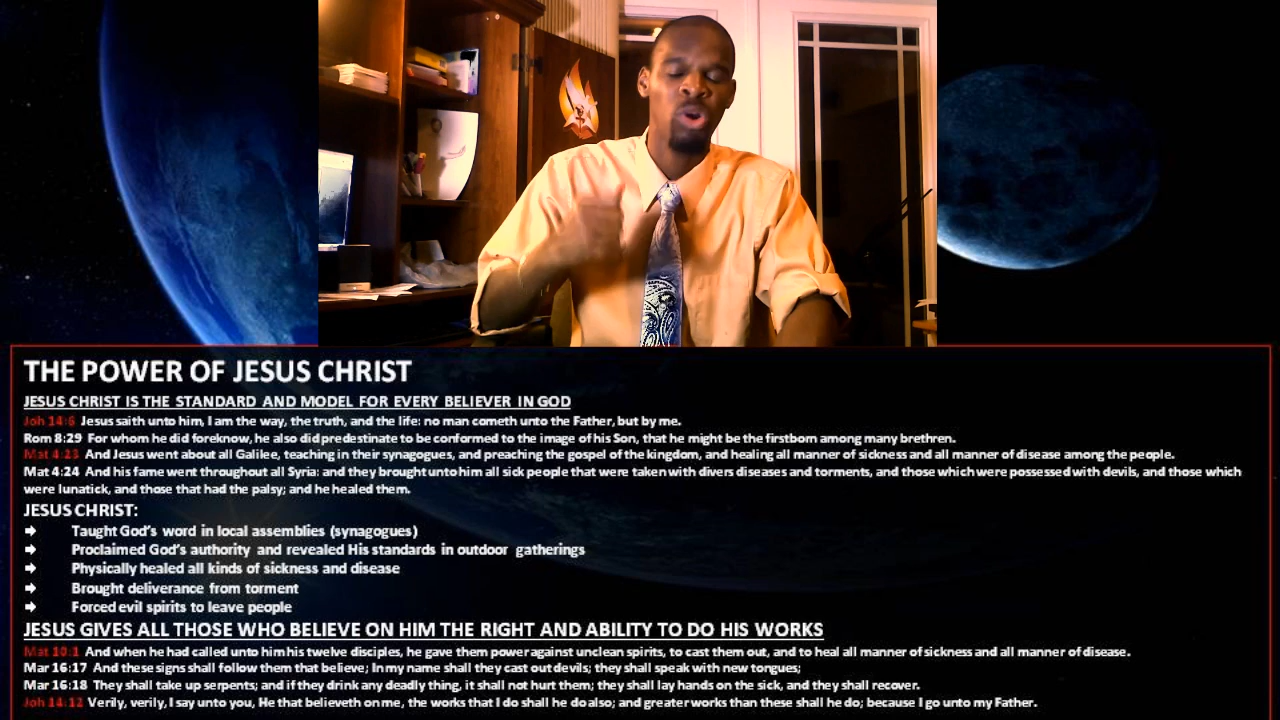 THE POWER OF JESUS CHRIST
JESUS CHRIST IS THE STANDARD AND MODEL FOR EVERY BELIEVER IN GOD
Joh 14:6 Jesus saith unto him, I am the way, the truth, and the life: no man cometh unto the Father, but by me.
Rom 8:29 For whom he did foreknow, he also did predestinate to be conformed to the image of his Son, that he might be the firstborn among many brethren.
Mat 4:23 And Jesus went about all Galilee, teaching in their synagogues, and preaching the gospel of the kingdom, and healing all manner of sickness and all manner of disease among the people.
Mat 4:24 And his fame went throughout all Syria: and they brought unto him all sick people that were taken with divers diseases and torments, and those which were possessed with devils, and those which
were lunatick, and those that had the palsy; and he healed them.
JESUS CHRIST:
➡ Taught God's word in local assemblies (synagogues)
➡ Proclaimed God's authority and revealed His standards in outdoor gatherings
➡ Physically healed all kinds of sickness and disease
➡ Brought deliverance from torment
➡ Forced evil spirits to leave people
JESUS GIVES ALL THOSE WHO BELIEVE ON HIM THE RIGHT AND ABILITY TO DO HIS WORKS
Mat 10:1 And when he had called unto him his twelve disciples, he gave them power against unclean spirits, to cast them out, and to heal all manner of sickness and all manner of disease.
Mar 16:17 And these signs shall follow them that believe; In my name shall they cast out devils; they shall speak with new tongues;
Mar 16:18 They shall take up serpents; and if they drink any deadly thing, it shall not hurt them; they shall lay hands on the sick, and they shall recover.
Joh 14:12 Verily, verily, I say unto you, He that believeth on me, the works that I do shall he do also; and greater works than these shall he do; because I go unto my Father.